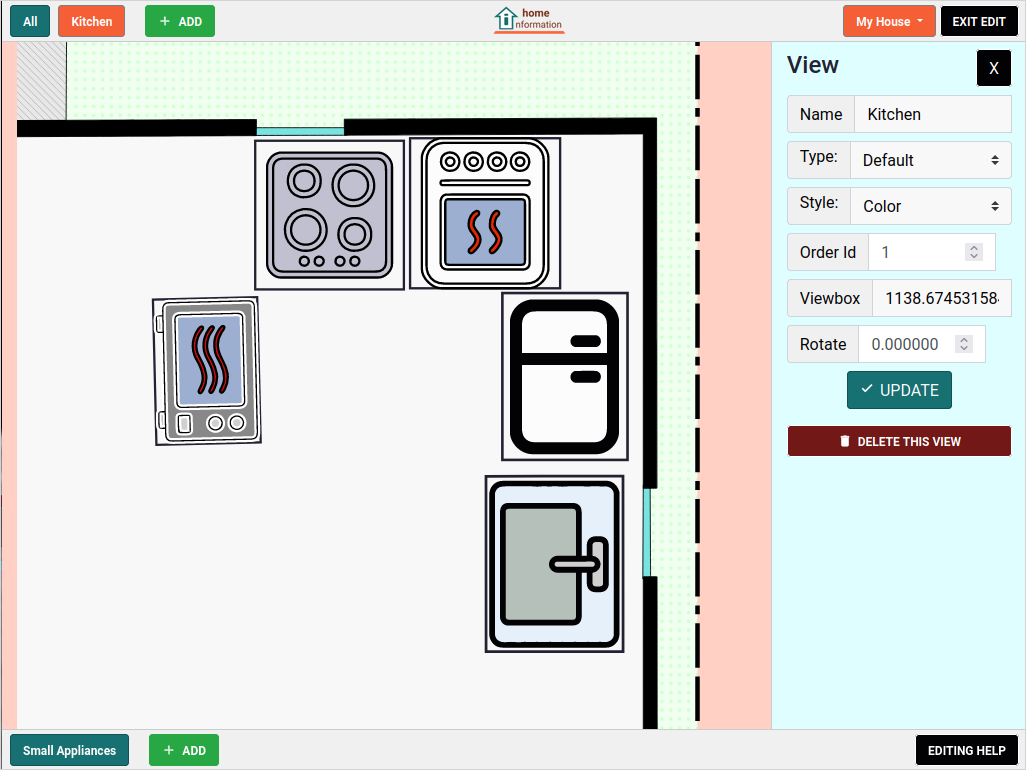 All
Kitchen
+ ADD
home
information
My House
EXIT EDIT
View
X
Name
Kitchen
Type:
Default
Style:
Color
Order Id
1
Viewbox
1138.67453158
Rotate
0.000000
UPDATE
DELETE THIS VIEW
Small Appliances
+ ADD
EDITING HELP